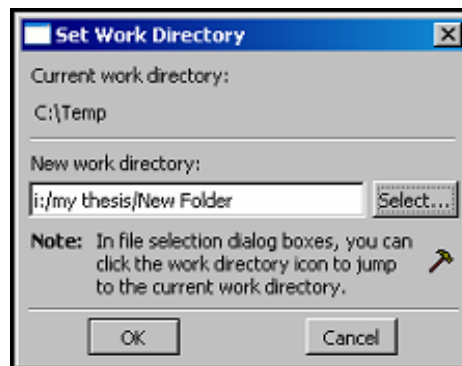 Set Work Directory
Current work directory:
C:\Temp
New work directory:
i:/my thesis/New Folder
Select...
Note: In file selection dialog boxes, you can
click the work directory icon to jump
to the current work directory.
OK
Cancel